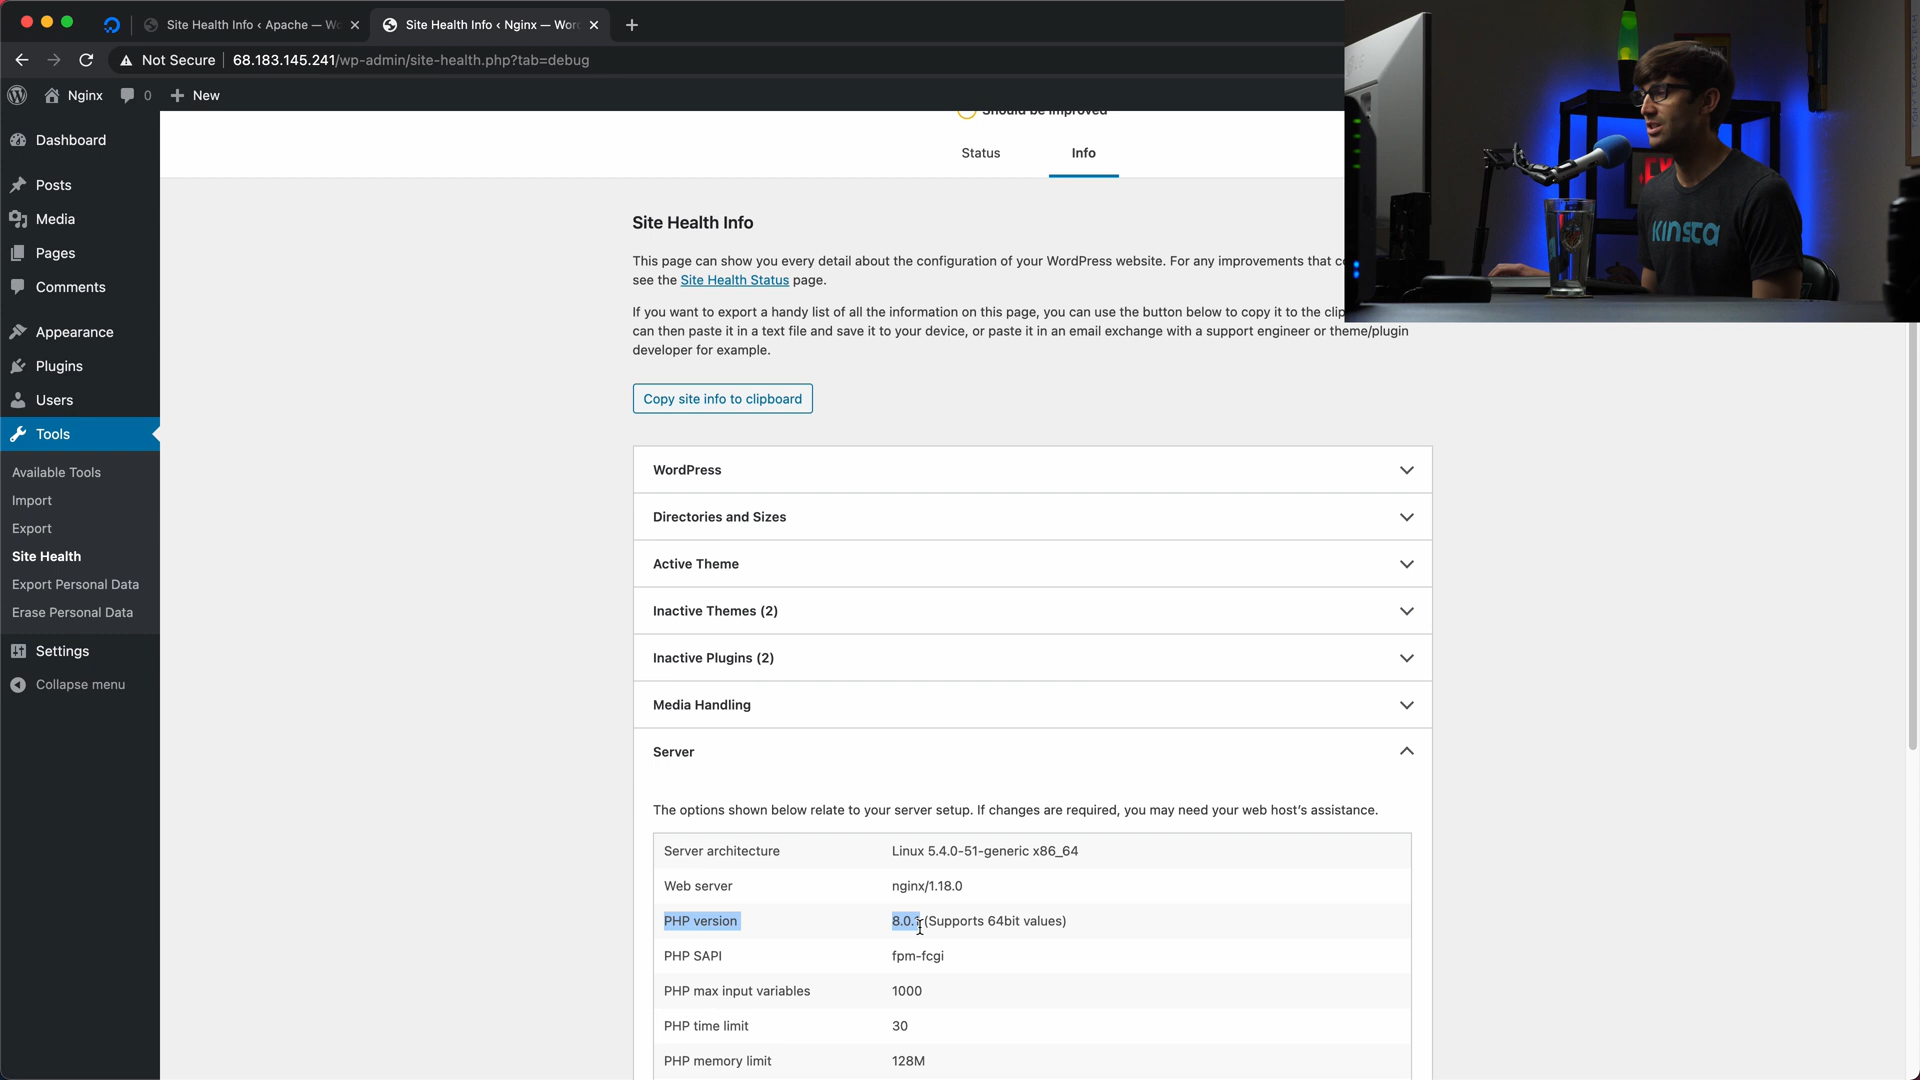 Site Health Info ‹ Apache — Wo
Site Health Info ‹ Nginx — Wor
Not Secure 68.183.145.241/wp-admin/site-health.php?tab=debug
Nginx 0 New
Should be improved
Status Info
Dashboard
Posts
Media
Pages
Comments
Appearance
Plugins
Users
Tools
Available Tools
Import
Export
Site Health
Export Personal Data
Erase Personal Data
Settings
Collapse menu
Site Health Info
This page can show you every detail about the configuration of your WordPress website. For any improvements that
see the Site Health Status page.
If you want to export a handy list of all the information on this page, you can use the button below to copy it to the
can then paste it in a text file and save it to your device, or paste it in an email exchange with a support engineer or theme/plugin
developer for example.
Copy site info to clipboard
WordPress
Directories and Sizes
Active Theme
Inactive Themes (2)
Inactive Plugins (2)
Media Handling
Server
The options shown below relate to your server setup. If changes are required, you may need your web host's assistance.
Server architecture Linux 5.4.0-51-generic x86_64
Web server nginx/1.18.0
PHP version (Supports 64bit values)
PHP SAPI fpm-fcgi
PHP max input variables 1000
PHP time limit 30
PHP memory limit 128M
KINSTA